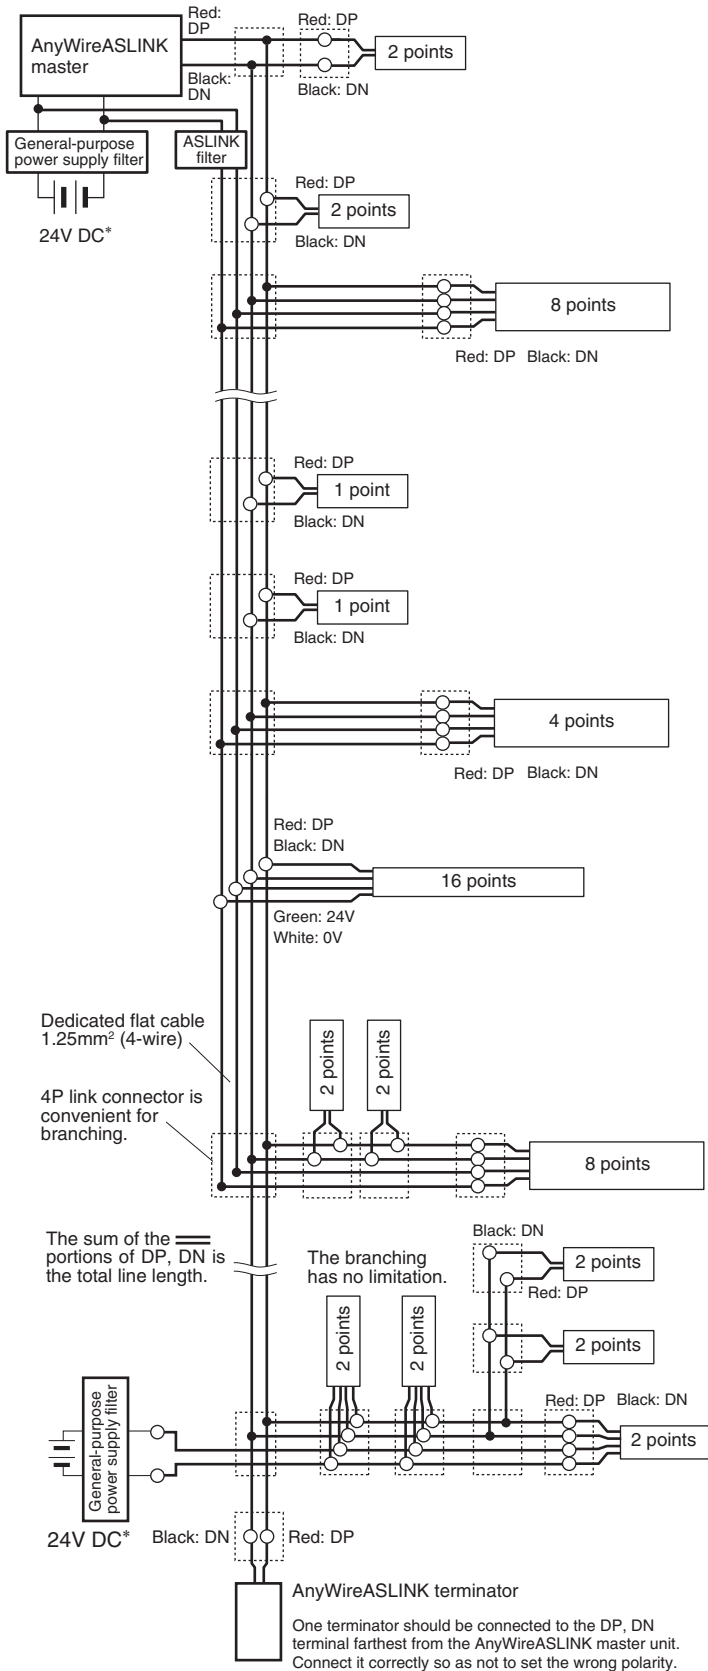 Red:
DP
Red: DP
AnyWireASLINK
master
2 points
Black:
DN
Black: DN
General-purpose
power supply filter
ASLINK
filter
24V DC*
Red: DP
2 points
Black: DN
8 points
Red: DP Black: DN
Red: DP
1 point
Black: DN
Red: DP
1 point
Black: DN
4 points
Red: DP Black: DN
Red: DP
Black: DN
16 points
Green: 24V
White: 0V
Dedicated flat cable
1.25mm² (4-wire)
2 points
2 points
4P link connector is
convenient for
branching.
8 points
The sum of the
portions of DP, DN is
the total line length.
The branching
has no limitation.
Black: DN
2 points
Red: DP
2 points
2 points
2 points
Red: DP Black: DN
2 points
General-purpose
power supply filter
24V DC*
Black: DN
Red: DP
AnyWireASLINK terminator
One terminator should be connected to the DP, DN
terminal farthest from the AnyWireASLINK master unit.
Connect it correctly so as not to set the wrong polarity.